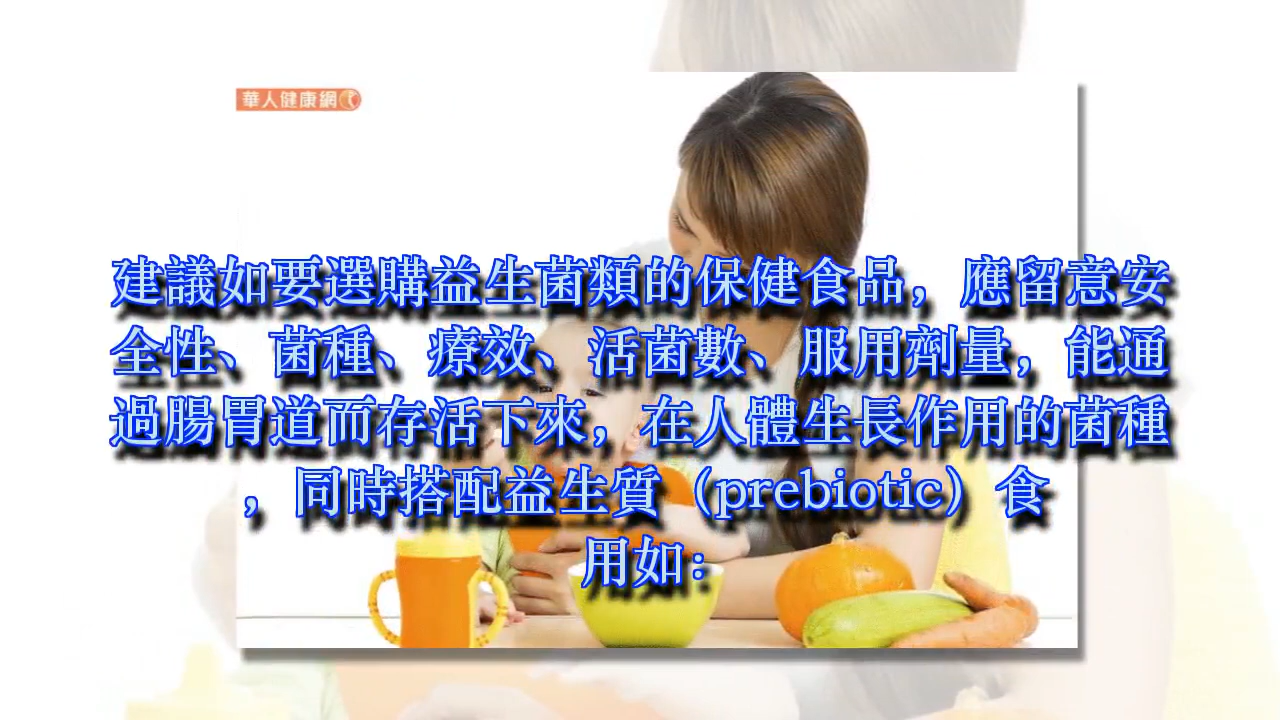 華人健康網
建議如要選購益生菌類的保健食品，應留意安
全性、菌種、療效、活菌數、服用劑量，能通
過腸胃道而存活下來，在人體生長作用的菌種
，同時搭配益生質（prebiotic）食
用如：